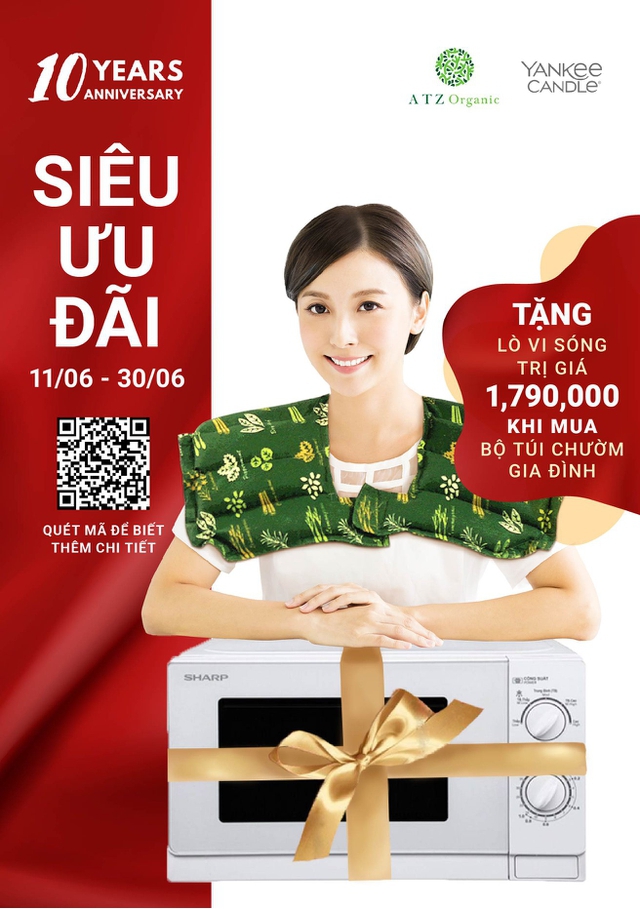 10 YEARS
ANNIVERSARY
ATZ Organic
YANKEE
CANDLE®
SIÊU
ƯU
ĐÃI
11/06 - 30/06
QUÉT MÃ ĐỂ BIẾT
THÊM CHI TIẾT
TẶNG
LÒ VI SÓNG
TRỊ GIÁ
1,790,000
KHI MUA
BỘ TÚI CHƯỜM
GIA ĐÌNH
SHARP
CÔNG SUẤT